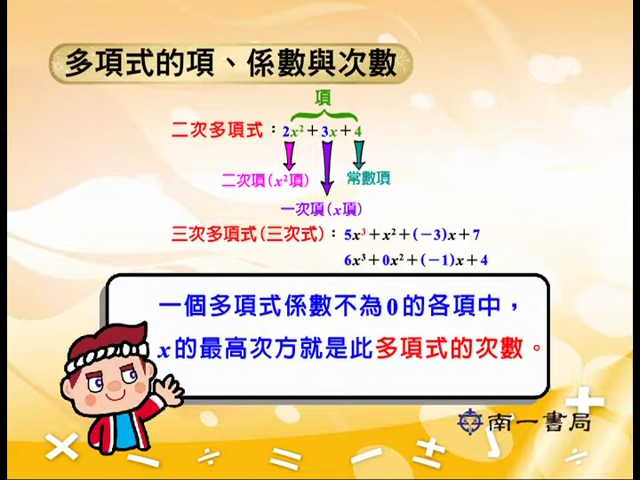 多項式的項、係數與次數
項
二次多項式：2x²+3x+4
二次項(x²項)
常數項
一次項(x項)
三次多項式(三次式)：5x³+x²+(−3)x+7
6x³+0x²+(−1)x+4
一個多項式係數不為0的各項中，
x的最高次方就是此多項式的次數。
南一書局